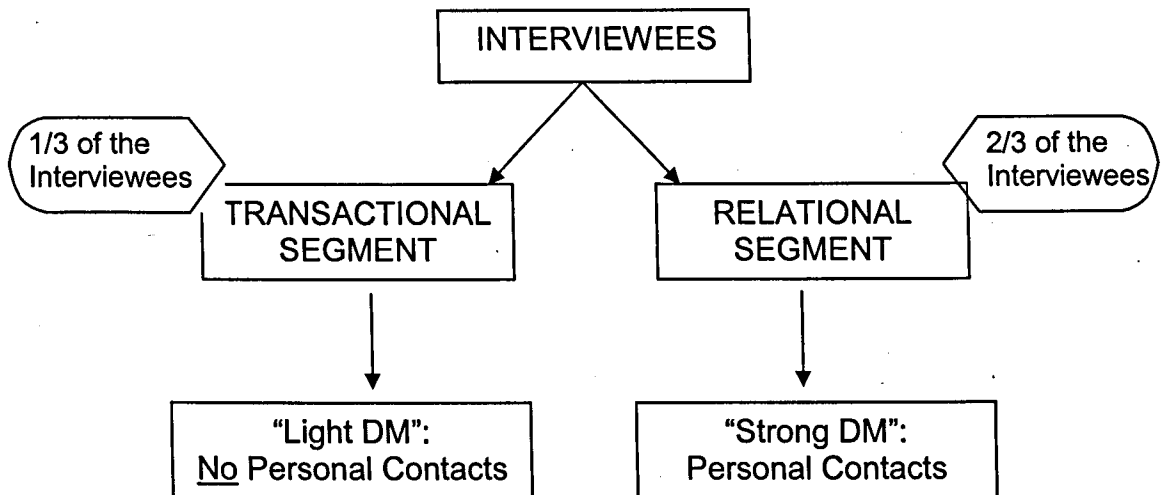 INTERVIEWEES
1/3 of the
Interviewees
2/3 of the
Interviewees
TRANSACTIONAL
SEGMENT
RELATIONAL
SEGMENT
“Light DM”:
No Personal Contacts
“Strong DM”:
Personal Contacts